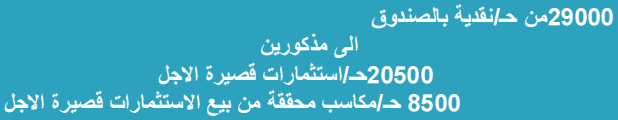 29000من حـ/نقدية بالصندوق
الى مذكورين
20500حـ/استثمارات قصيرة الاجل
8500 حـ/مكاسب محققة من بيع الاستثمارات قصيرة الاجل